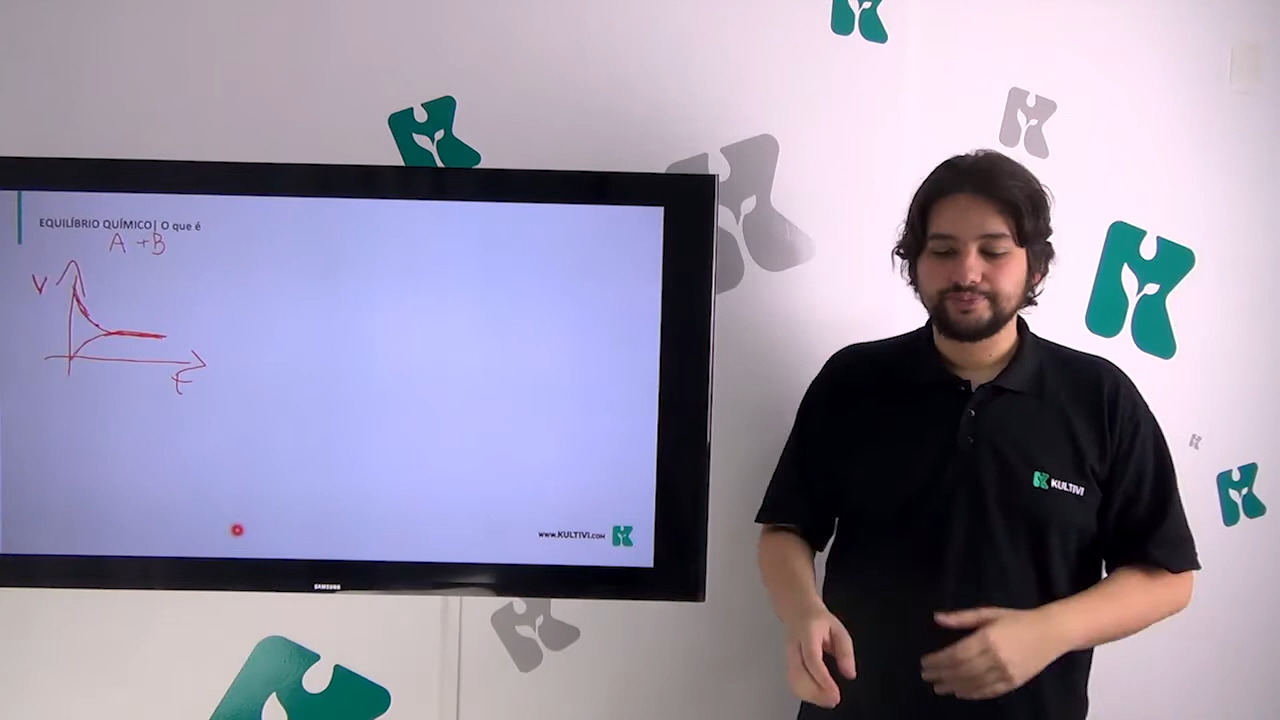 EQUILÍBRIO QUÍMICO| O que é
A + B
V
t
www.KULTIVI.COM
SAMSUNG
KULTIVI